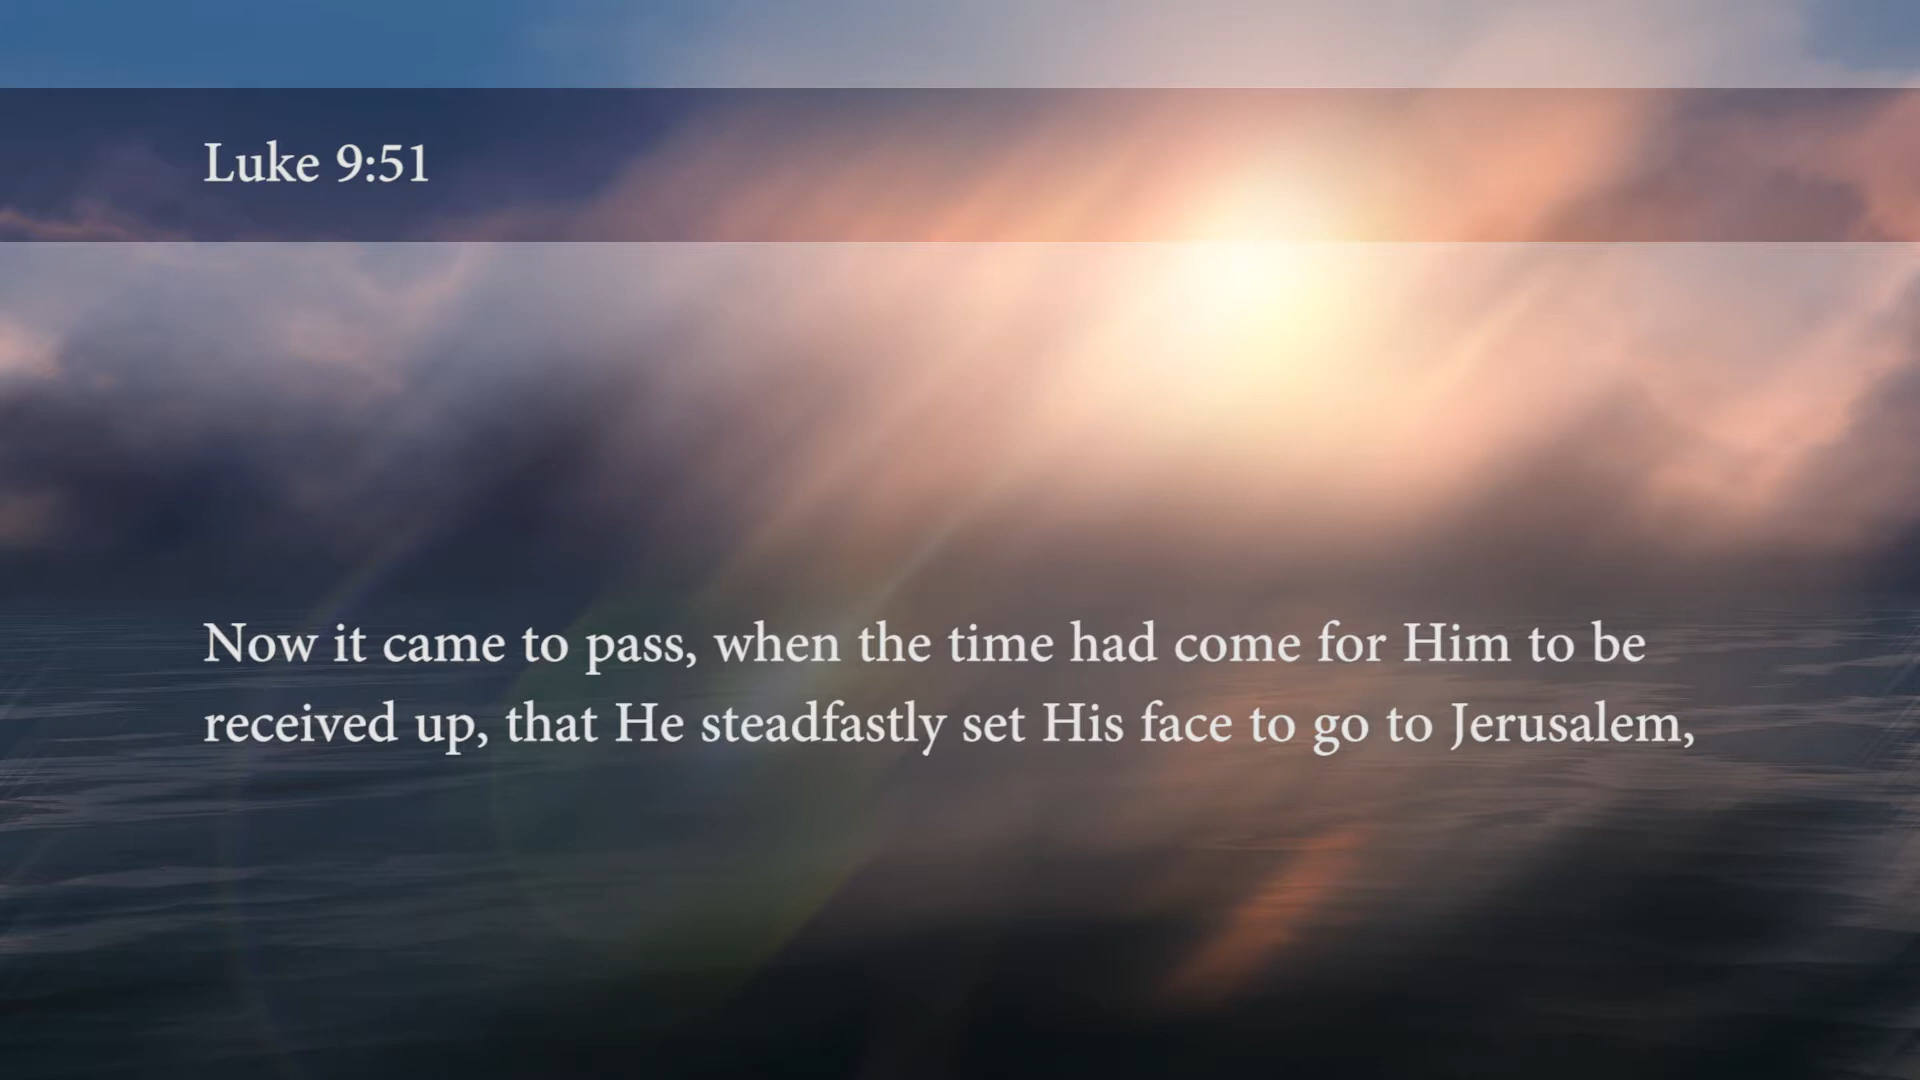 Luke 9:51
Now it came to pass, when the time had come for Him to be
received up, that He steadfastly set His face to go to Jerusalem,